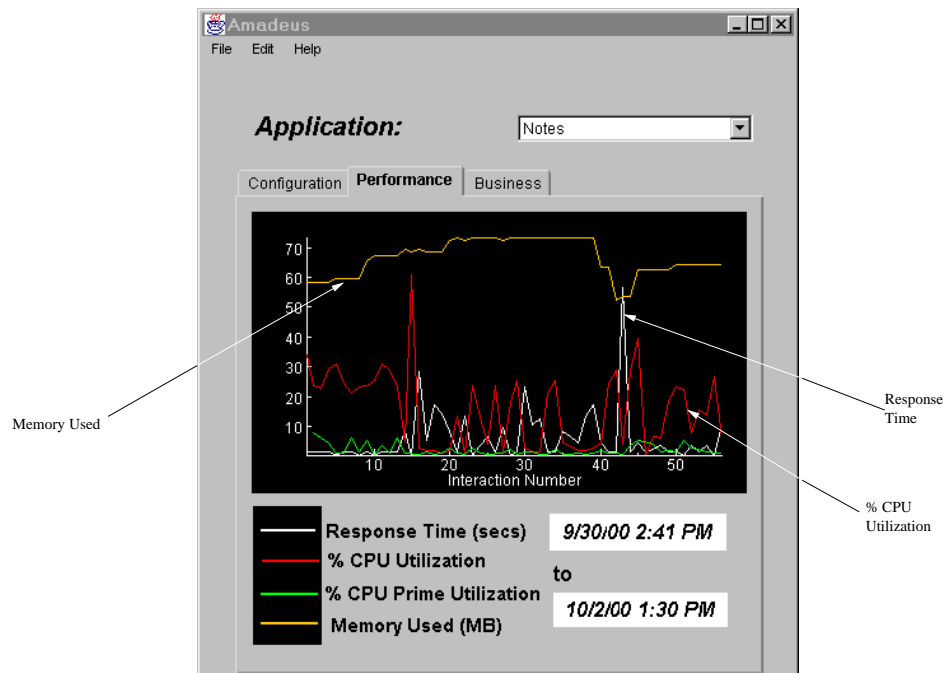 Amadeus
File Edit Help
Application:
Notes
Configuration Performance Business
70
60
50
40
30
20
10
10 20 30 40 50
Interaction Number
Memory Used
Response
Time
% CPU
Utilization
Response Time (secs)
% CPU Utilization
% CPU Prime Utilization
Memory Used (MB)
9/30/00 2:41 PM
to
10/2/00 1:30 PM